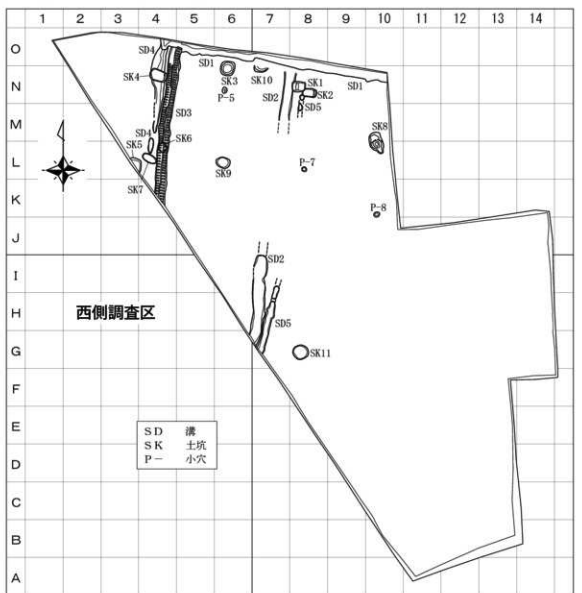 1 2 3 4 5 6 7 8 9 10 11 12 13 14
O
N
M
L
K
J
I
H
G
F
E
D
C
B
A
SD4
SD1
SK4
SK3
SK10
P-5
SD2
SK1
SK2
SD5
SD1
SD3
SD4
SK5
SK6
SK7
SK9
P-7
SK8
P-8
SD2
SD5
SK11
西側調査区
SD 溝
SK 土坑
P- 小穴